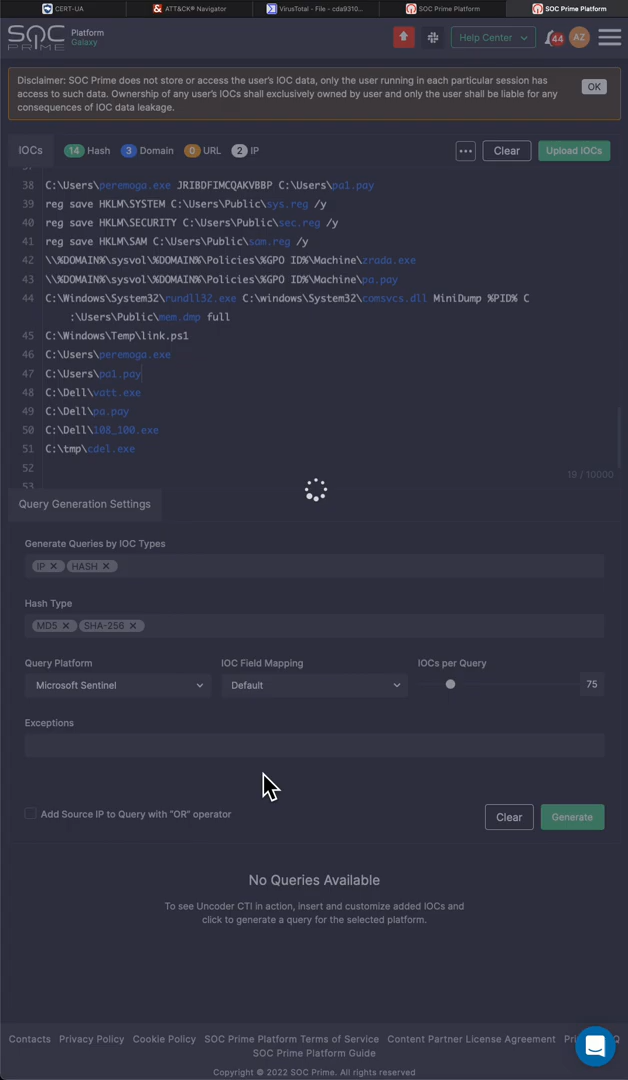 CERT-UA
ATT&CK® Navigator
VirusTotal - File - cda9310...
SOC Prime Platform
SOC Prime Platform
SOC PRIME
Platform
Galaxy
Help Center
44
AZ
Disclaimer: SOC Prime does not store or access the user's IOC data, only the user running in each particular session has
access to such data. Ownership of any user's IOCs shall exclusively owned by user and only the user shall be liable for any
consequences of IOC data leakage.
OK
IOCs
14 Hash
3 Domain
0 URL
2 IP
Clear
Upload IOCs
37
38 C:\Users\peremoga.exe JRIBDFIMCQAKVBBP C:\Users\pa1.pay
39 reg save HKLM\SYSTEM C:\Users\Public\sys.reg /y
40 reg save HKLM\SECURITY C:\Users\Public\sec.reg /y
41 reg save HKLM\SAM C:\Users\Public\sam.reg /y
42 \\%DOMAIN%\sysvol\%DOMAIN%\Policies\%GPO ID%\Machine\zrada.exe
43 \\%DOMAIN%\sysvol\%DOMAIN%\Policies\%GPO ID%\Machine\pa.pay
44 C:\Windows\System32\rundll32.exe C:\windows\System32\comsvcs.dll MiniDump %PID% C
:\Users\Public\mem.dmp full
45 C:\Windows\Temp\link.ps1
46 C:\Users\peremoga.exe
47 C:\Users\pa1.pay
48 C:\Dell\vatt.exe
49 C:\Dell\pa.pay
50 C:\Dell\108_100.exe
51 C:\tmp\cdel.exe
52
53
19 / 10000
Query Generation Settings
Generate Queries by IOC Types
IP ✕ HASH ✕
Hash Type
MD5 ✕ SHA-256 ✕
Query Platform
IOC Field Mapping
IOCs per Query
Microsoft Sentinel
Default
75
Exceptions
Add Source IP to Query with "OR" operator
Clear
Generate
No Queries Available
To see Uncoder CTI in action, insert and customize added IOCs and
click to generate a query for the selected platform.
Contacts Privacy Policy Cookie Policy SOC Prime Platform Terms of Service Content Partner License Agreement
SOC Prime Platform Guide
Copyright © 2022 SOC Prime. All rights reserved